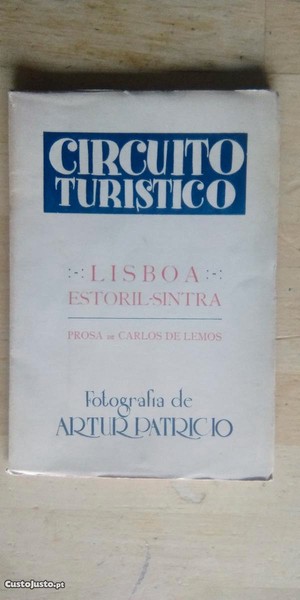 CIRCUITO
TURISTICO
:-: LISBOA :-:
ESTORIL-SINTRA
PROSA DE CARLOS DE LEMOS
Fotografia de
ARTUR PATRICIO
CustoJusto.pt